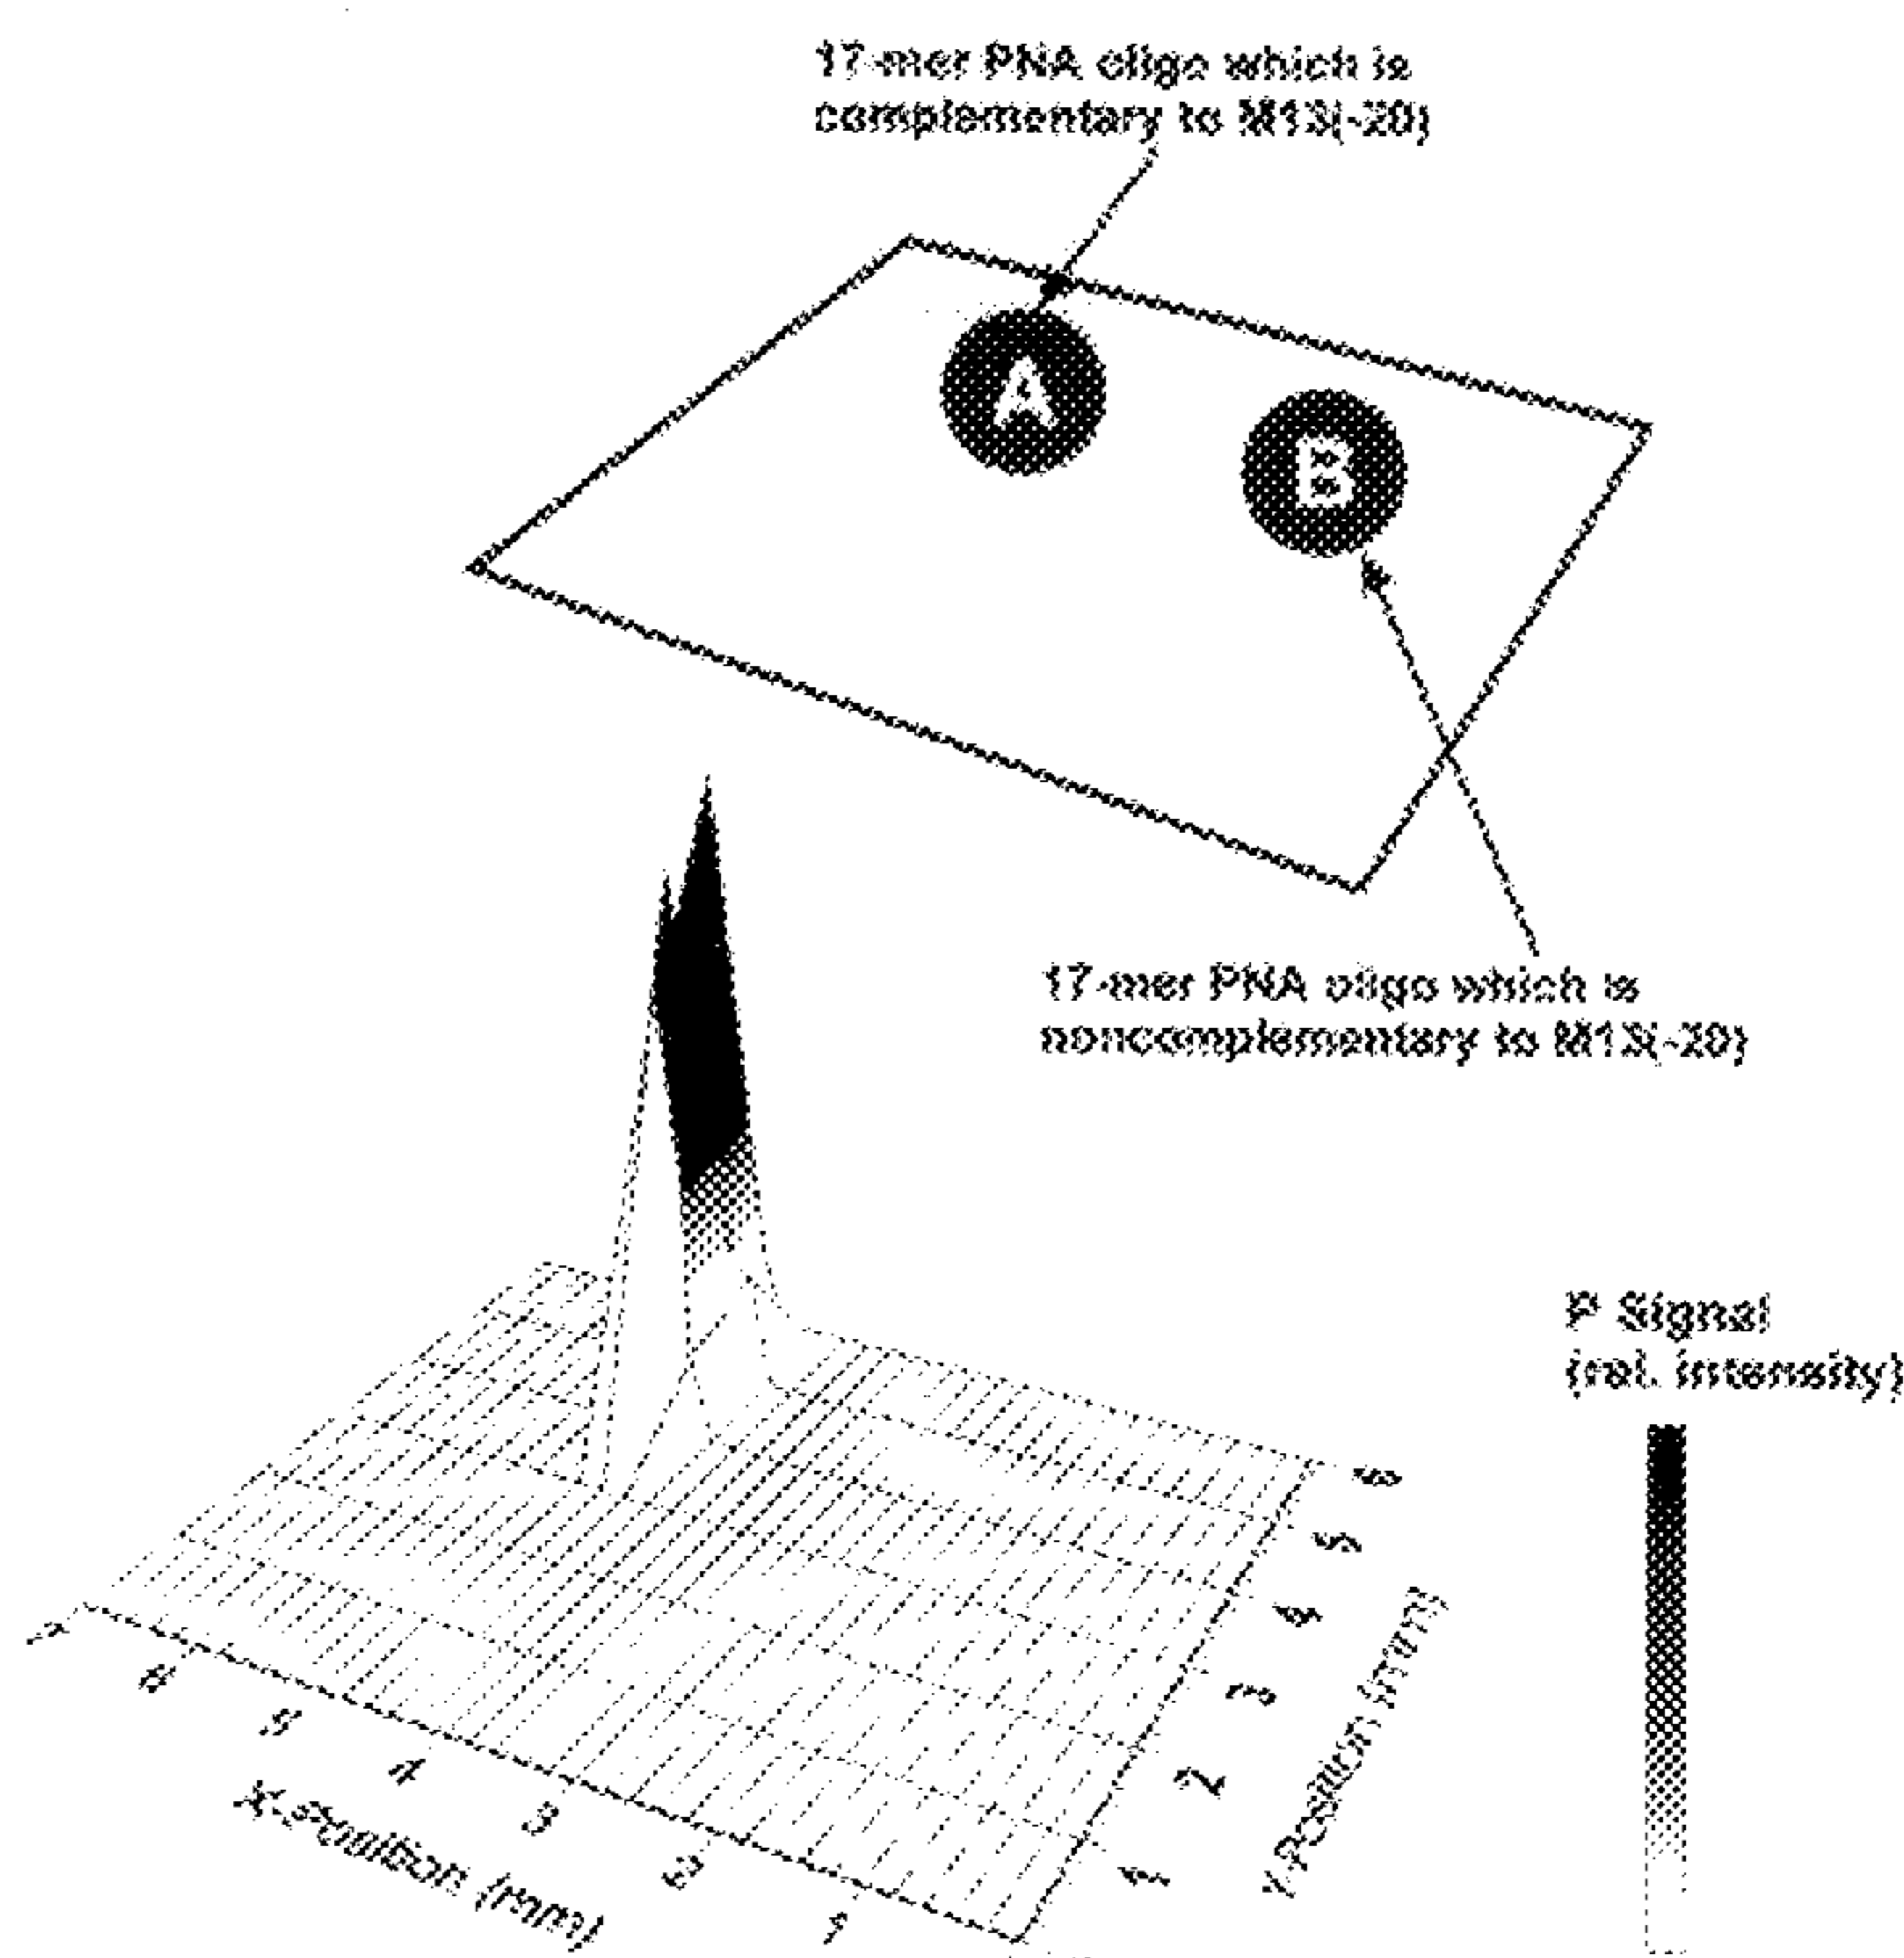 17-mer PNA oligo which is
complementary to M13(-20)
A
B
17-mer PNA oligo which is
noncomplementary to M13(-20)
P Signal
(rel. intensity)
6
5
4
3
2
1
Y-Position (mm)
7
6
5
4
3
2
1
X-Position (mm)